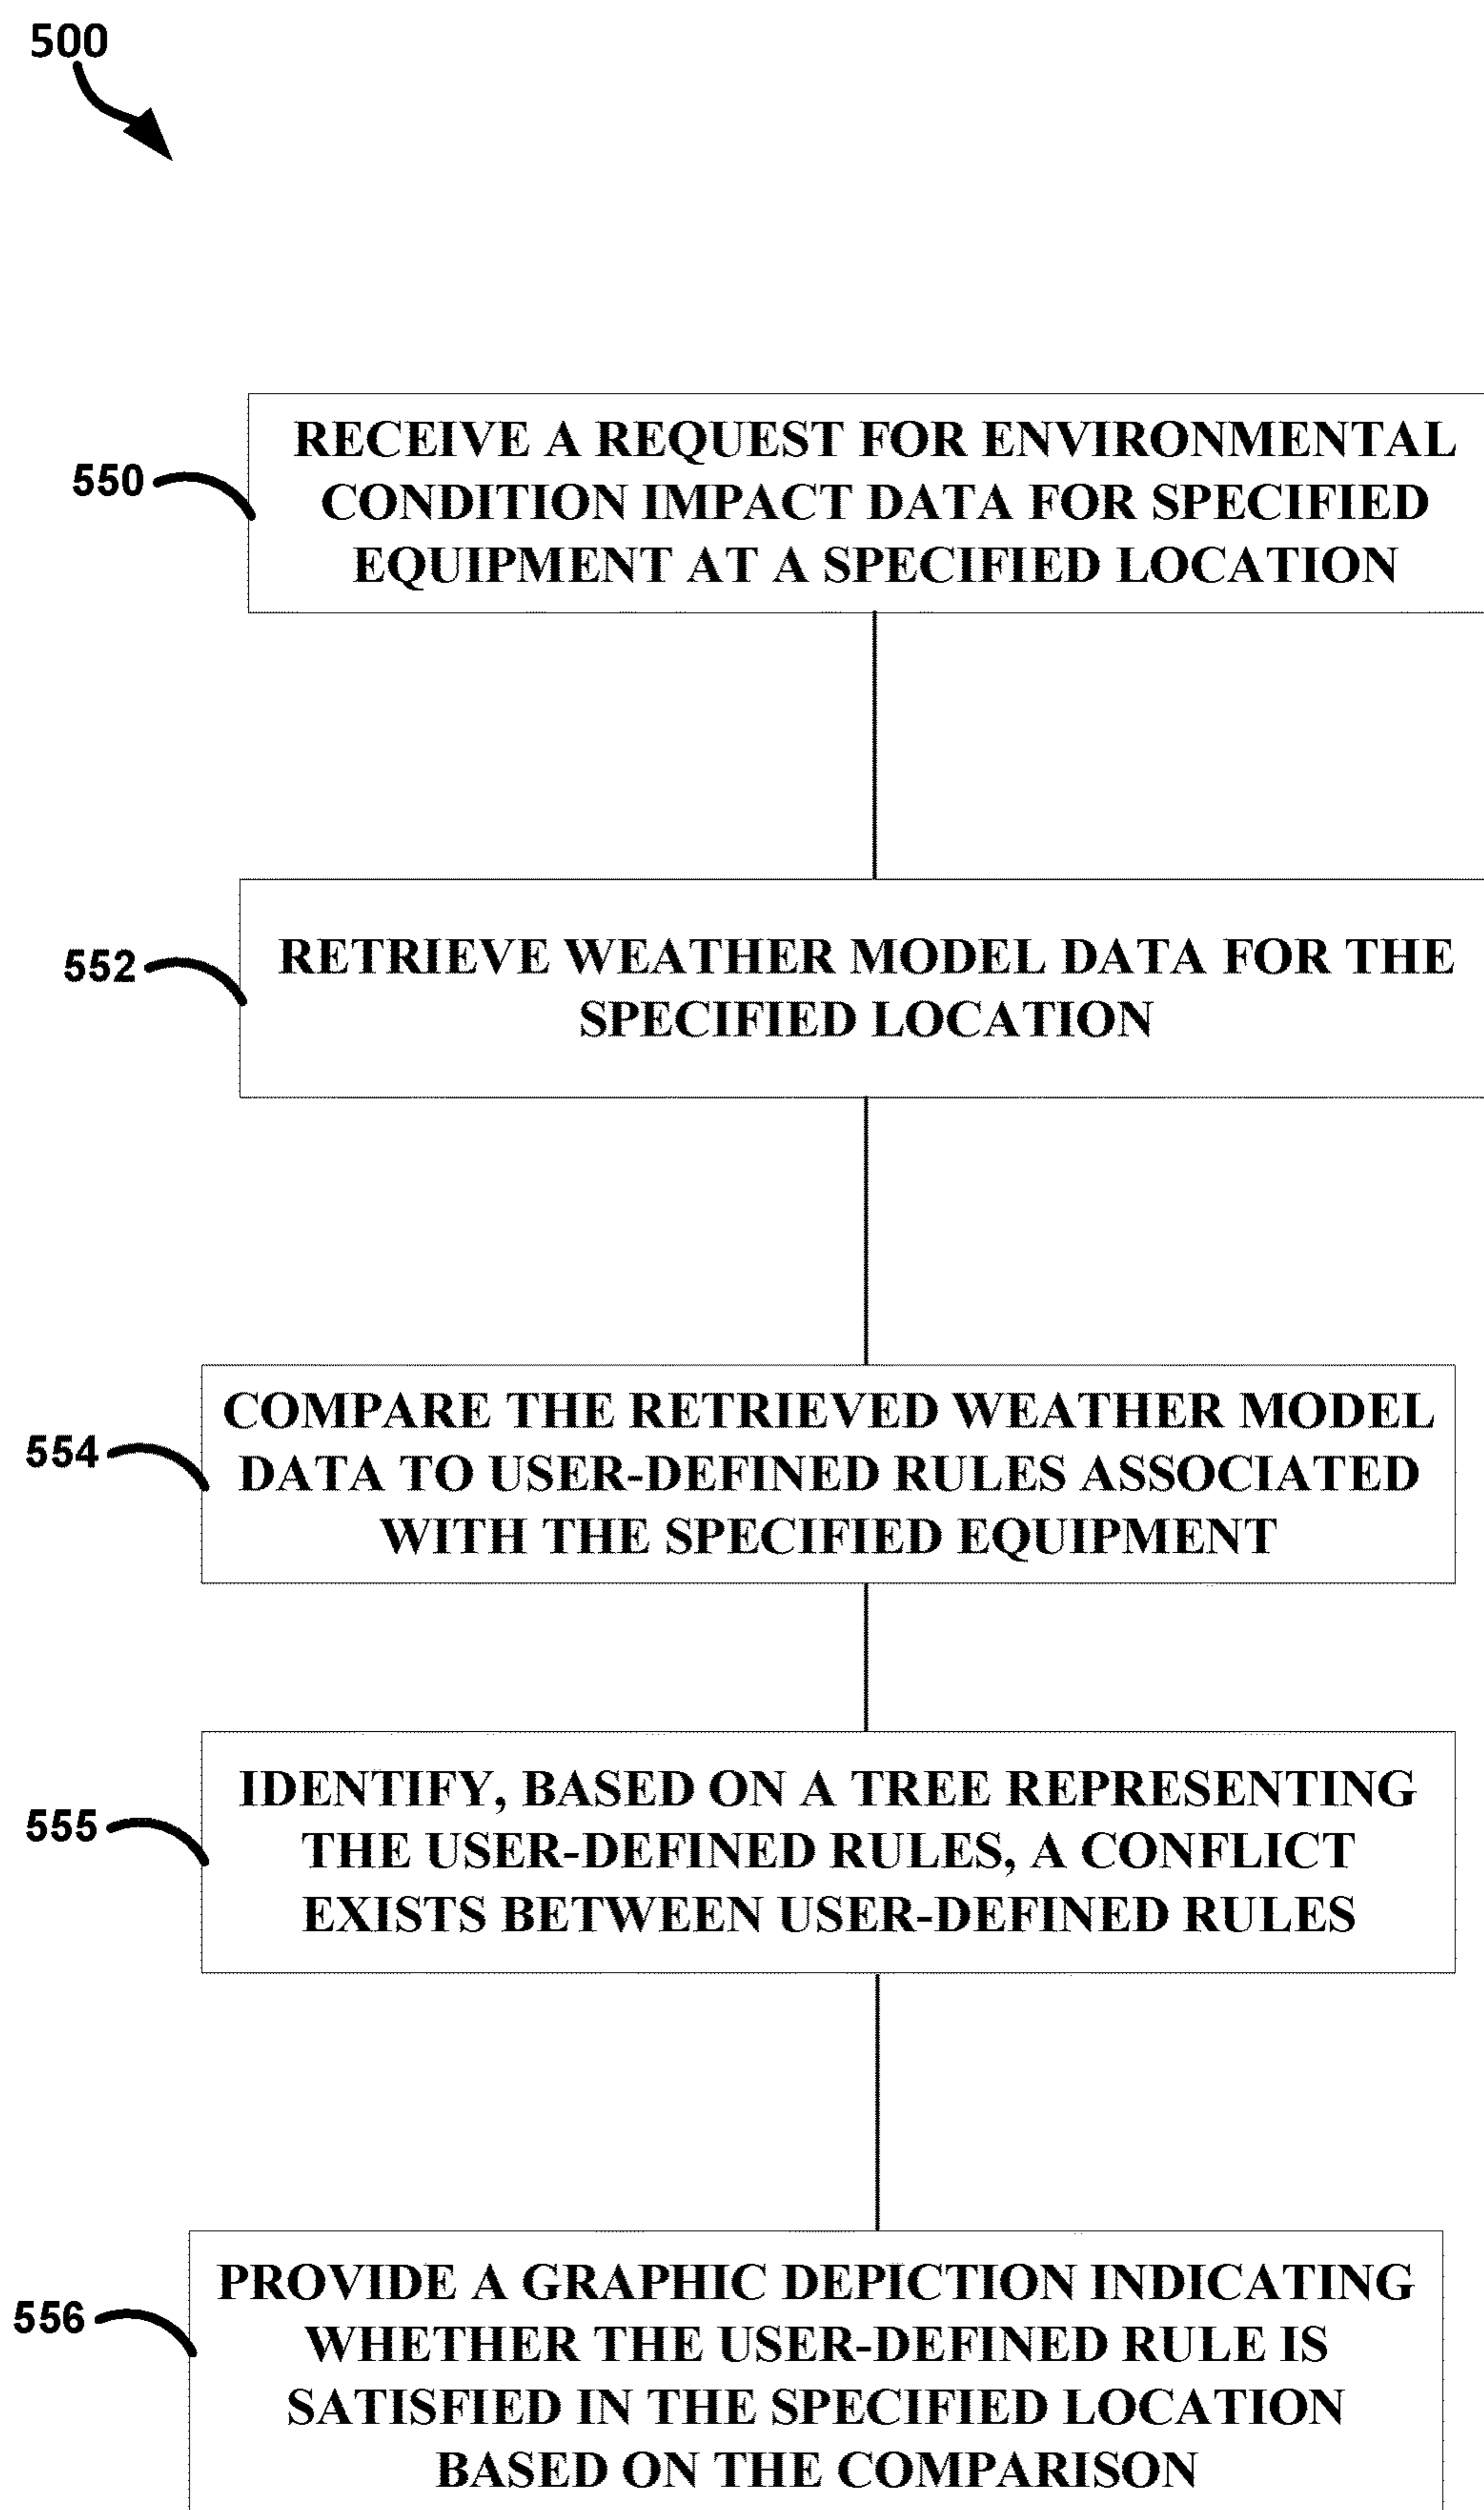 500
550
RECEIVE A REQUEST FOR ENVIRONMENTAL
CONDITION IMPACT DATA FOR SPECIFIED
EQUIPMENT AT A SPECIFIED LOCATION
552
RETRIEVE WEATHER MODEL DATA FOR THE
SPECIFIED LOCATION
554
COMPARE THE RETRIEVED WEATHER MODEL
DATA TO USER-DEFINED RULES ASSOCIATED
WITH THE SPECIFIED EQUIPMENT
555
IDENTIFY, BASED ON A TREE REPRESENTING
THE USER-DEFINED RULES, A CONFLICT
EXISTS BETWEEN USER-DEFINED RULES
556
PROVIDE A GRAPHIC DEPICTION INDICATING
WHETHER THE USER-DEFINED RULE IS
SATISFIED IN THE SPECIFIED LOCATION
BASED ON THE COMPARISON